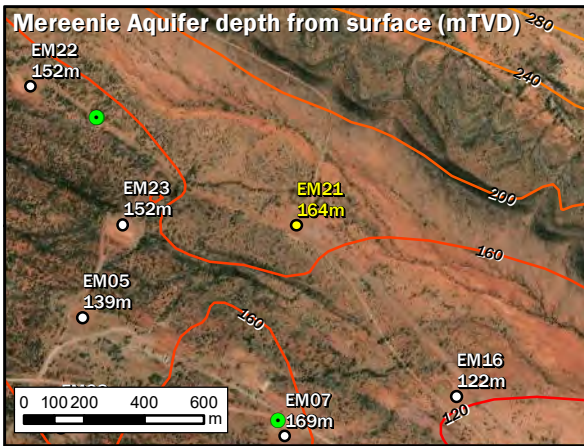 Mereenie Aquifer depth from surface (mTVD)
280
EM22
152m
240
EM23
152m
EM21
164m
200
160
EM05
139m
160
EM16
122m
EM07
169m
120
0 100 200 400 600
m